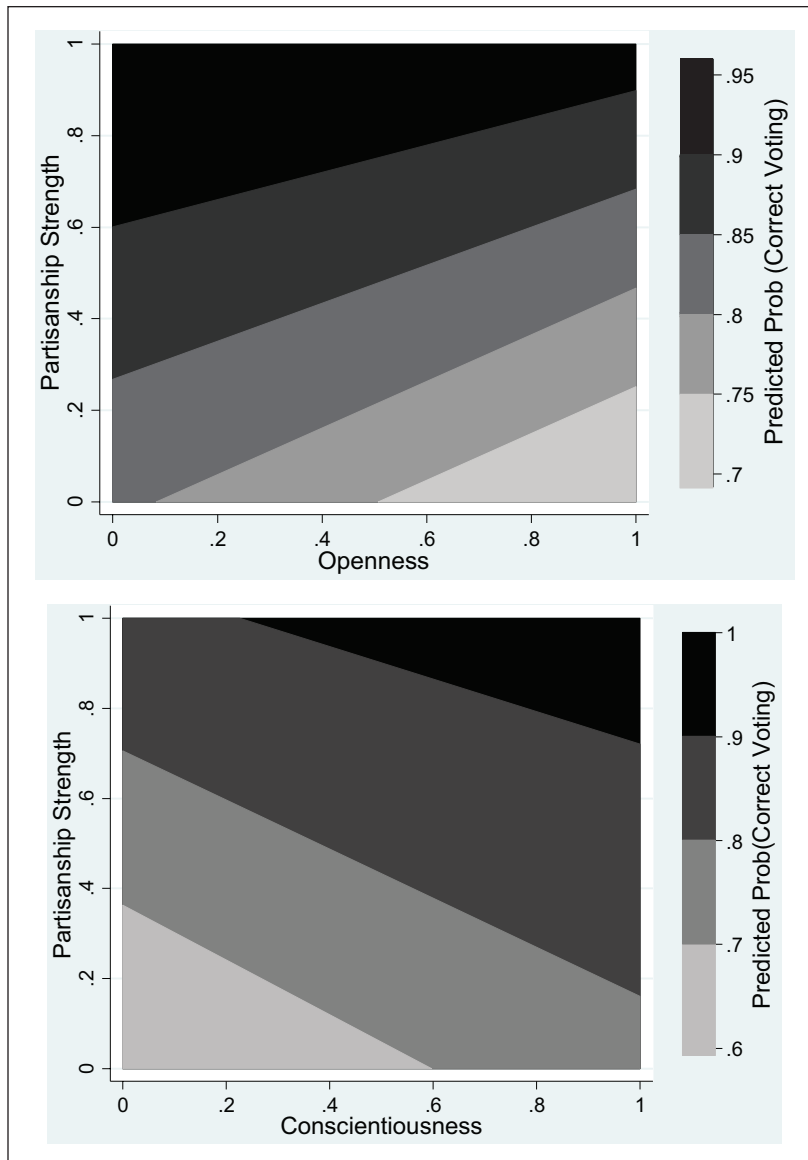 Partisanship Strength
1
.8
.6
.4
.2
0
0 .2 .4 .6 .8 1
Openness
.95
.9
.85
.8
.75
.7
Predicted Prob (Correct Voting)
Partisanship Strength
1
.8
.6
.4
.2
0
0 .2 .4 .6 .8 1
Conscientiousness
1
.9
.8
.7
.6
Predicted Prob(Correct Voting)